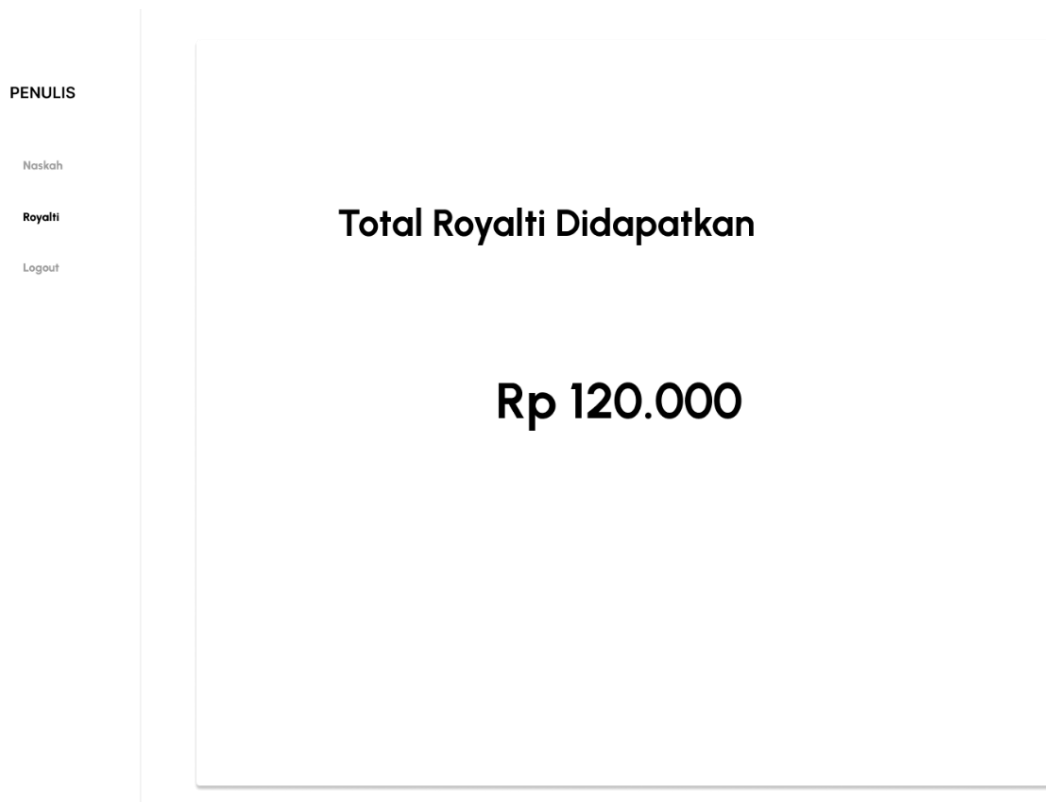 PENULIS
Naskah
Royalti
Logout
Total Royalti Didapatkan
Rp 120.000